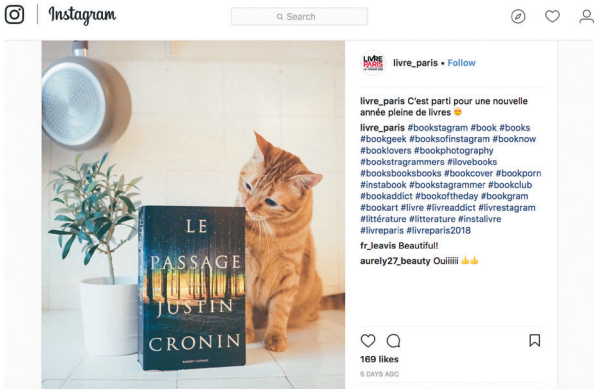 Instagram
Search
LIVRE
PARIS
livre_paris • Follow
livre_paris C'est parti pour une nouvelle
année pleine de livres 😍
livre_paris #bookstagram #book #books
#bookgeek #booksofinstagram #booknow
#booklovers #bookphotography
#bookstragrammers #ilovebooks
#booksbooksbooks #bookcover #bookporn
#instabook #bookstagrammer #bookclub
#bookaddict #bookoftheday #bookgram
#bookart #livre #livreaddict #livrestagram
#littérature #litterature #instalivre
#livreparis #livreparis2018
fr_leavis Beautiful!
aurely27_beauty Ouiiiiii 👍👍
LE
PASSAGE
JUSTIN
CRONIN
ROBERT LAFFONT
169 likes
5 DAYS AGO